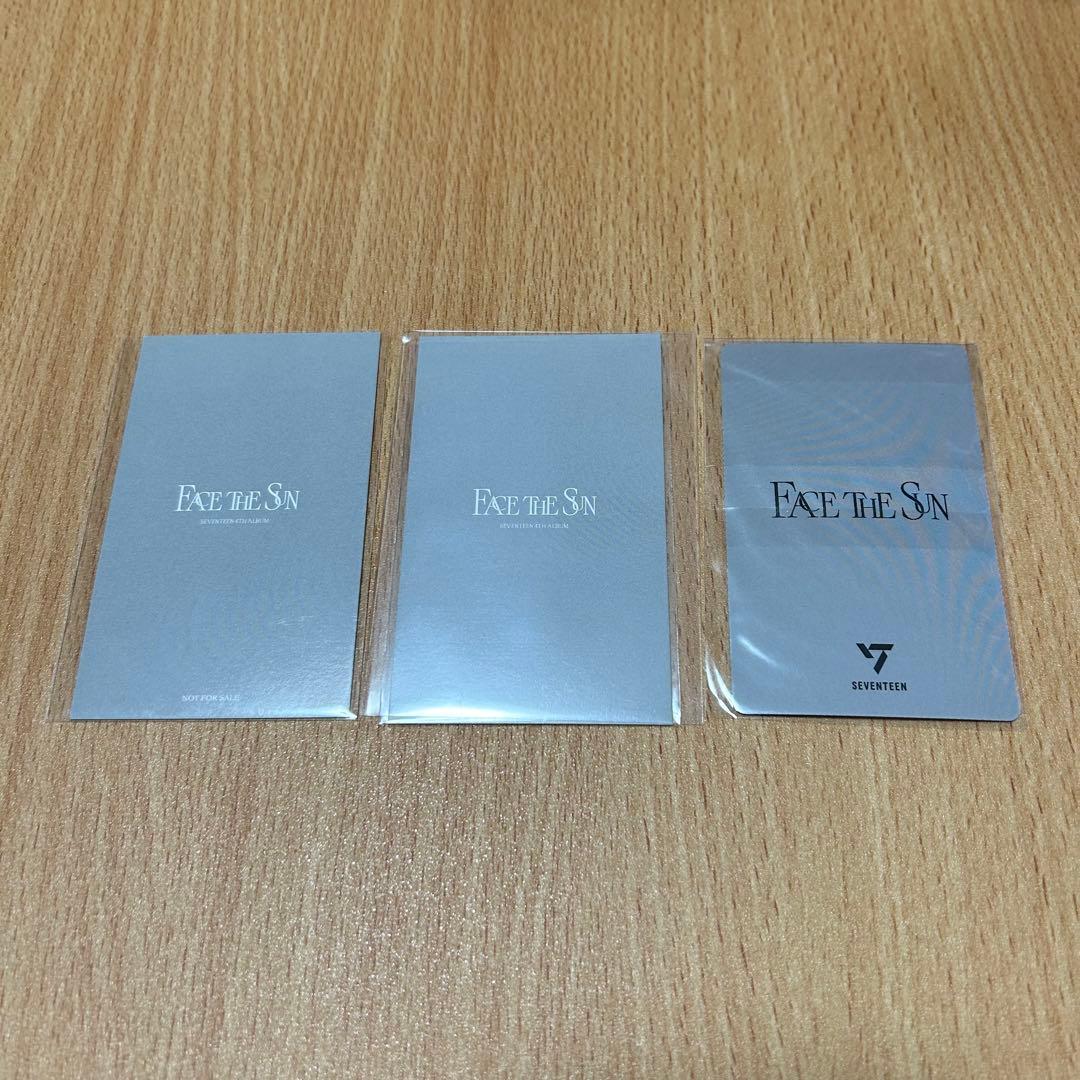 FACE THE SUN
SEVENTEEN 4TH ALBUM
NOT FOR SALE
FACE THE SUN
SEVENTEEN 4TH ALBUM
FACE THE SUN
SEVENTEEN